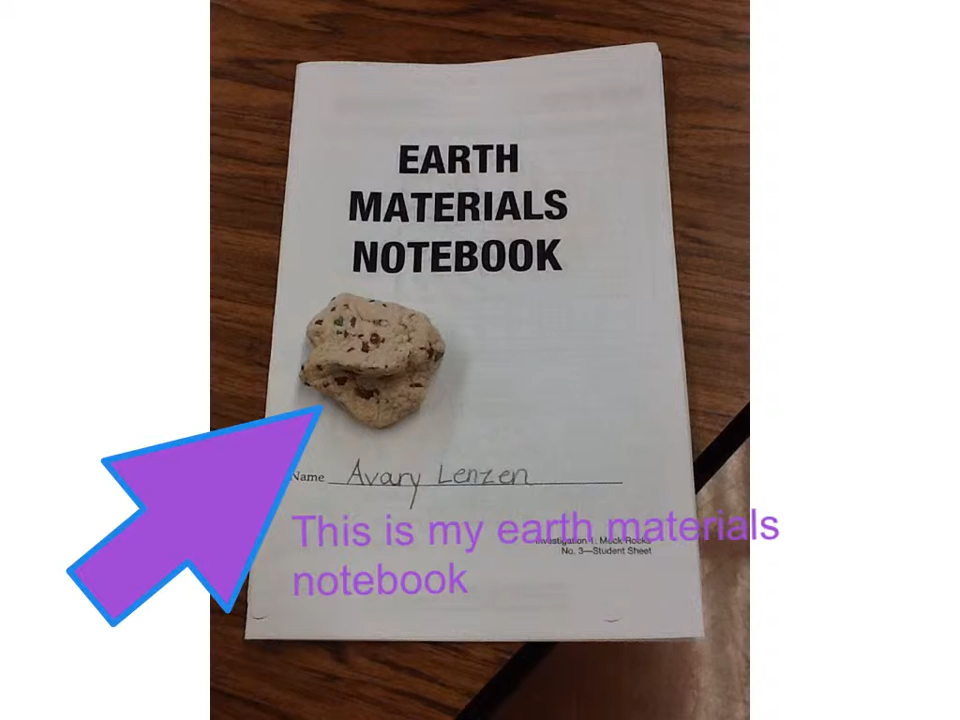 EARTH
MATERIALS
NOTEBOOK
Name Avary Lenzen
This is my earth materials
notebook
Investigation 1: Mock Rocks
No. 3—Student Sheet